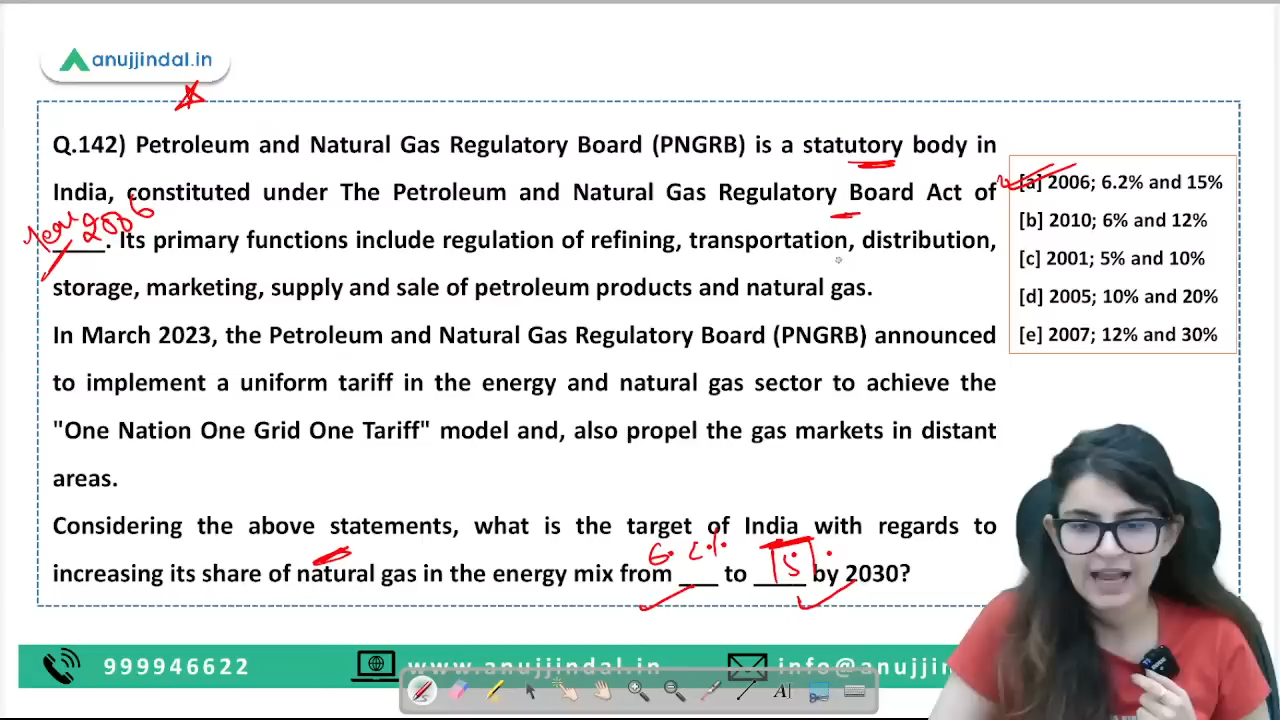 anujjindal.in
Q.142) Petroleum and Natural Gas Regulatory Board (PNGRB) is a statutory body in
India, constituted under The Petroleum and Natural Gas Regulatory Board Act of
Year 2006
____. Its primary functions include regulation of refining, transportation, distribution,
storage, marketing, supply and sale of petroleum products and natural gas.
In March 2023, the Petroleum and Natural Gas Regulatory Board (PNGRB) announced
to implement a uniform tariff in the energy and natural gas sector to achieve the
"One Nation One Grid One Tariff" model and, also propel the gas markets in distant
areas.
Considering the above statements, what is the target of India with regards to
6.2% 15
increasing its share of natural gas in the energy mix from ___ to ____ by 2030?
[a] 2006; 6.2% and 15%
[b] 2010; 6% and 12%
[c] 2001; 5% and 10%
[d] 2005; 10% and 20%
[e] 2007; 12% and 30%
999946622
www.anujjindal.in
info@anujjin
A